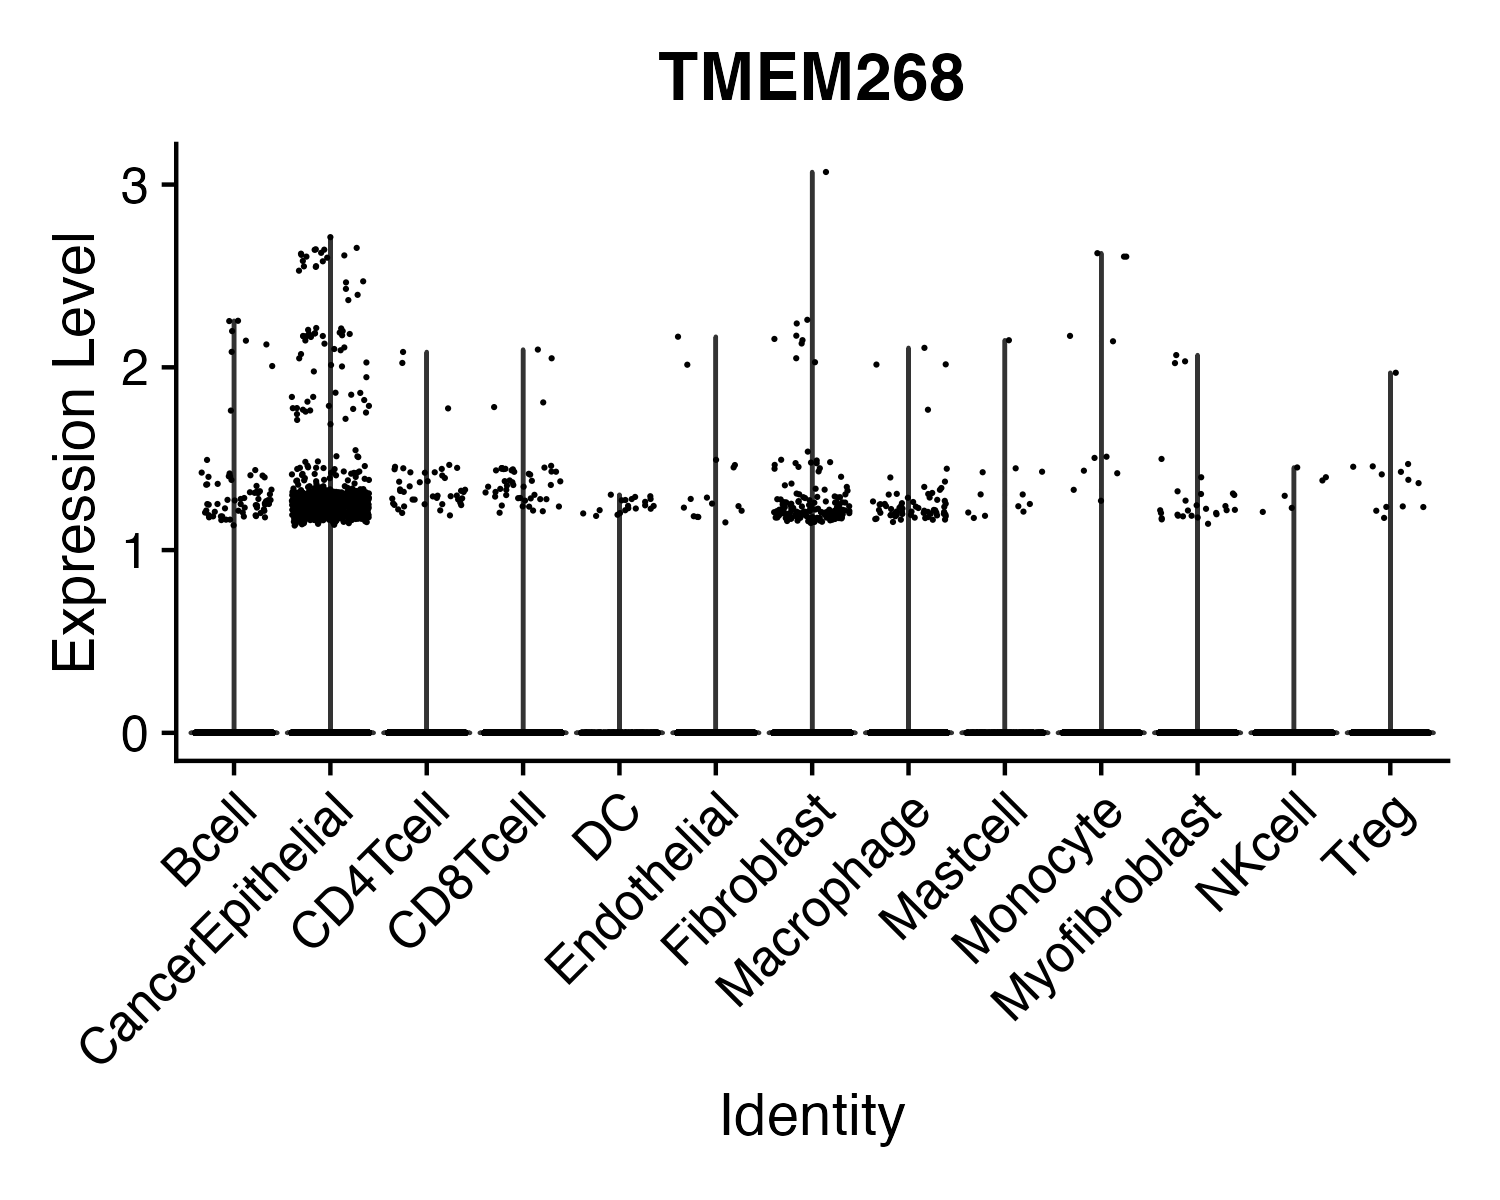 TMEM268
Expression Level
3
2
1
0
Bcell
CancerEpithelial
CD4Tcell
CD8Tcell
DC
Endothelial
Fibroblast
Macrophage
Mastcell
Monocyte
Myofibroblast
NKcell
Treg
Identity